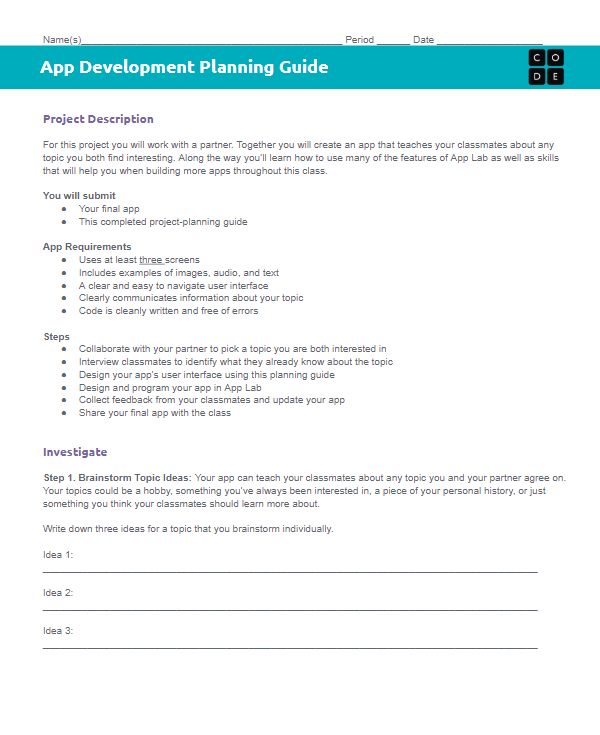 Name(s)_______________________________________________ Period ______ Date ___________________
App Development Planning Guide
C O
D E
Project Description
For this project you will work with a partner. Together you will create an app that teaches your classmates about any
topic you both find interesting. Along the way you'll learn how to use many of the features of App Lab as well as skills
that will help you when building more apps throughout this class.
You will submit
● Your final app
● This completed project-planning guide
App Requirements
● Uses at least three screens
● Includes examples of images, audio, and text
● A clear and easy to navigate user interface
● Clearly communicates information about your topic
● Code is cleanly written and free of errors
Steps
● Collaborate with your partner to pick a topic you are both interested in
● Interview classmates to identify what they already know about the topic
● Design your app's user interface using this planning guide
● Design and program your app in App Lab
● Collect feedback from your classmates and update your app
● Share your final app with the class
Investigate
Step 1. Brainstorm Topic Ideas: Your app can teach your classmates about any topic you and your partner agree on.
Your topics could be a hobby, something you've always been interested in, a piece of your personal history, or just
something you think your classmates should learn more about.
Write down three ideas for a topic that you brainstorm individually.
Idea 1:
Idea 2:
Idea 3: